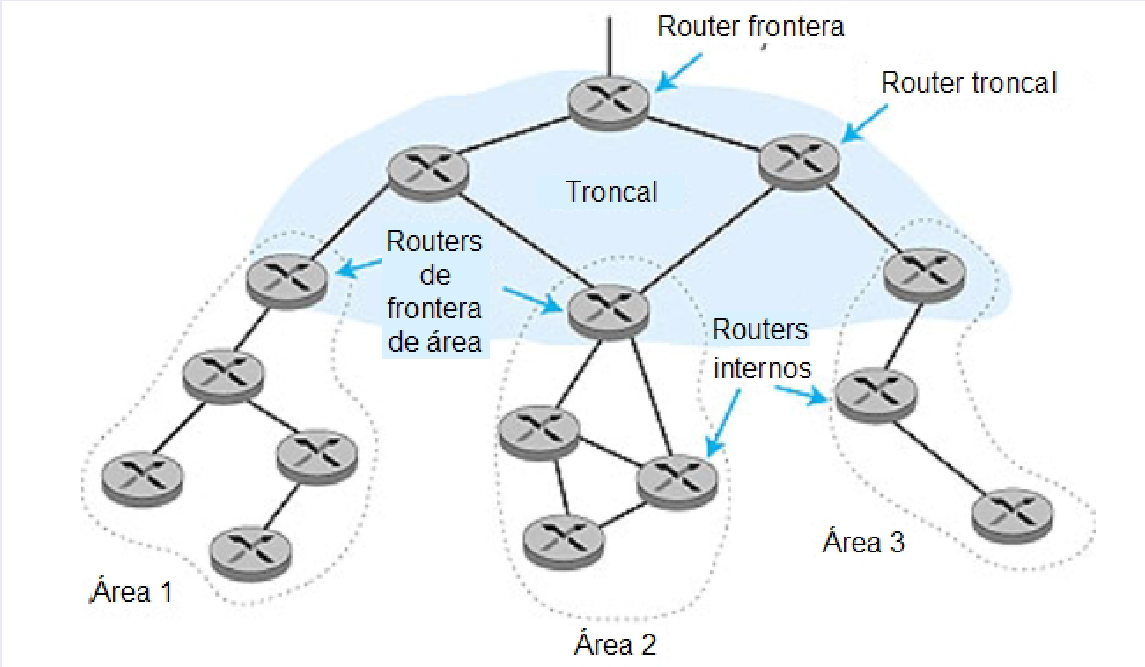 Router frontera
Router troncal
Troncal
Routers
de
frontera
de área
Routers
internos
Área 1
Área 2
Área 3